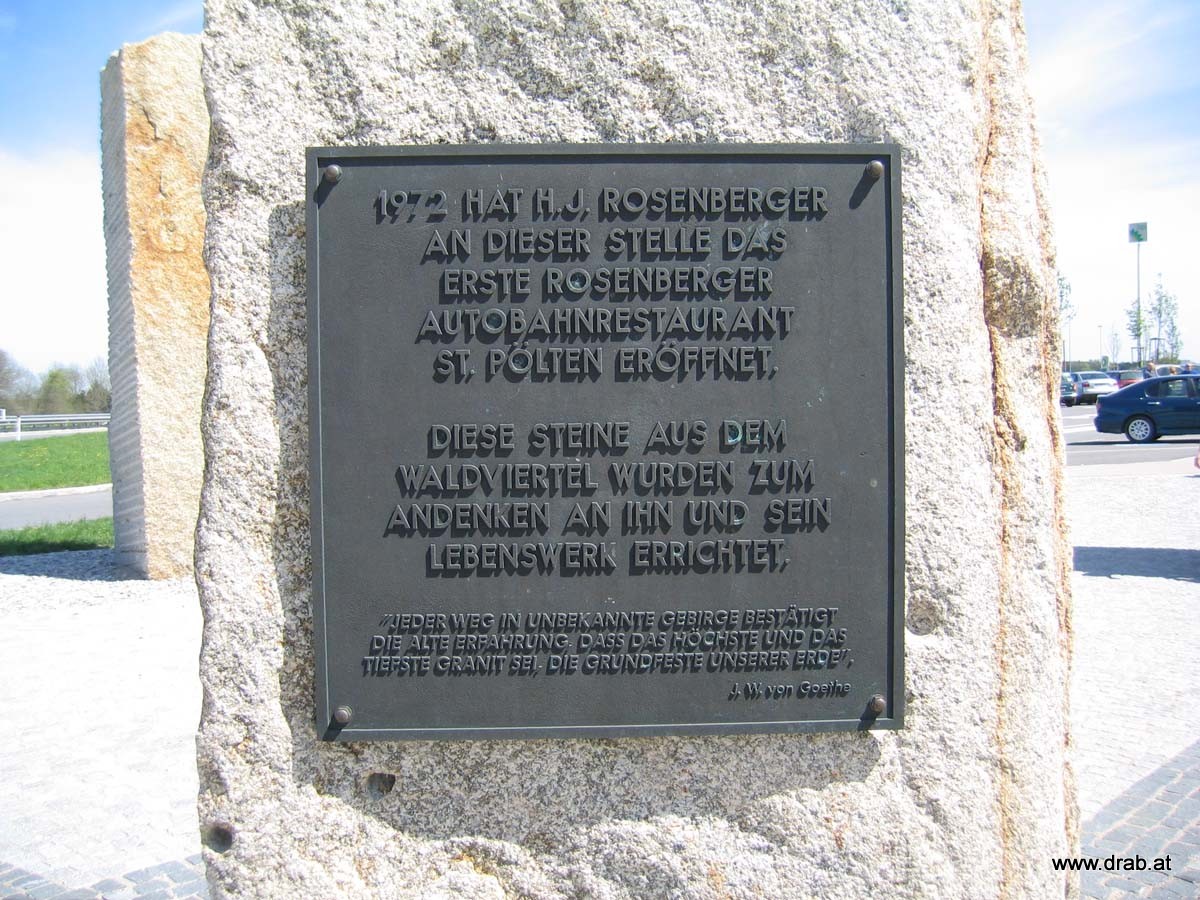 1972 HAT H.J. ROSENBERGER
AN DIESER STELLE DAS
ERSTE ROSENBERGER
AUTOBAHNRESTAURANT
ST. PÖLTEN ERÖFFNET.
DIESE STEINE AUS DEM
WALDVIERTEL WURDEN ZUM
ANDENKEN AN IHN UND SEIN
LEBENSWERK ERRICHTET.
"JEDER WEG IN UNBEKANNTE GEBIRGE BESTÄTIGT
DIE ALTE ERFAHRUNG, DASS DAS HÖCHSTE UND DAS
TIEFSTE GRANIT SEI, DIE GRUNDFESTE UNSERER ERDE".
J. W. von Goethe
www.drab.at